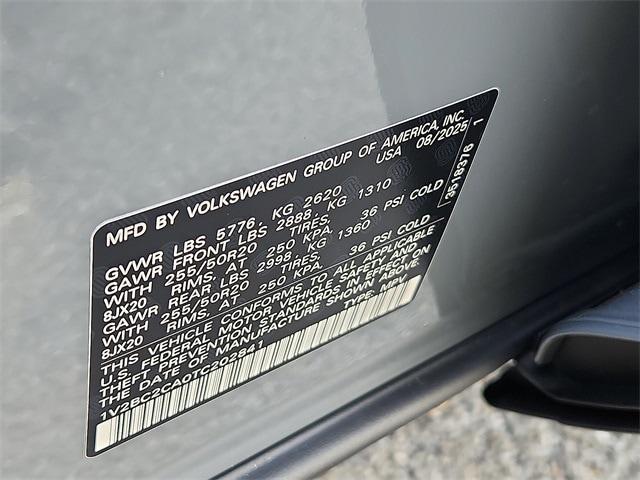 MFD BY VOLKSWAGEN GROUP OF AMERICA, INC.
USA 08/2025
GVWR LBS 5776. KG 2620
GAWR FRONT LBS 2888. KG 1310
WITH 255/50R20 TIRES,
8JX20 RIMS, AT 250 KPA, 36 PSI COLD
GAWR REAR LBS 2998. KG 1360
WITH 255/50R20 TIRES,
8JX20 RIMS. AT 250 KPA, 36 PSI COLD
THIS VEHICLE CONFORMS TO ALL APPLICABLE
U.S. FEDERAL MOTOR VEHICLE SAFETY AND
THEFT PREVENTION STANDARDS IN EFFECT ON
THE DATE OF MANUFACTURE SHOWN ABOVE.
1V2BC2CA0TC202841 TYPE: MPV
3618376 1